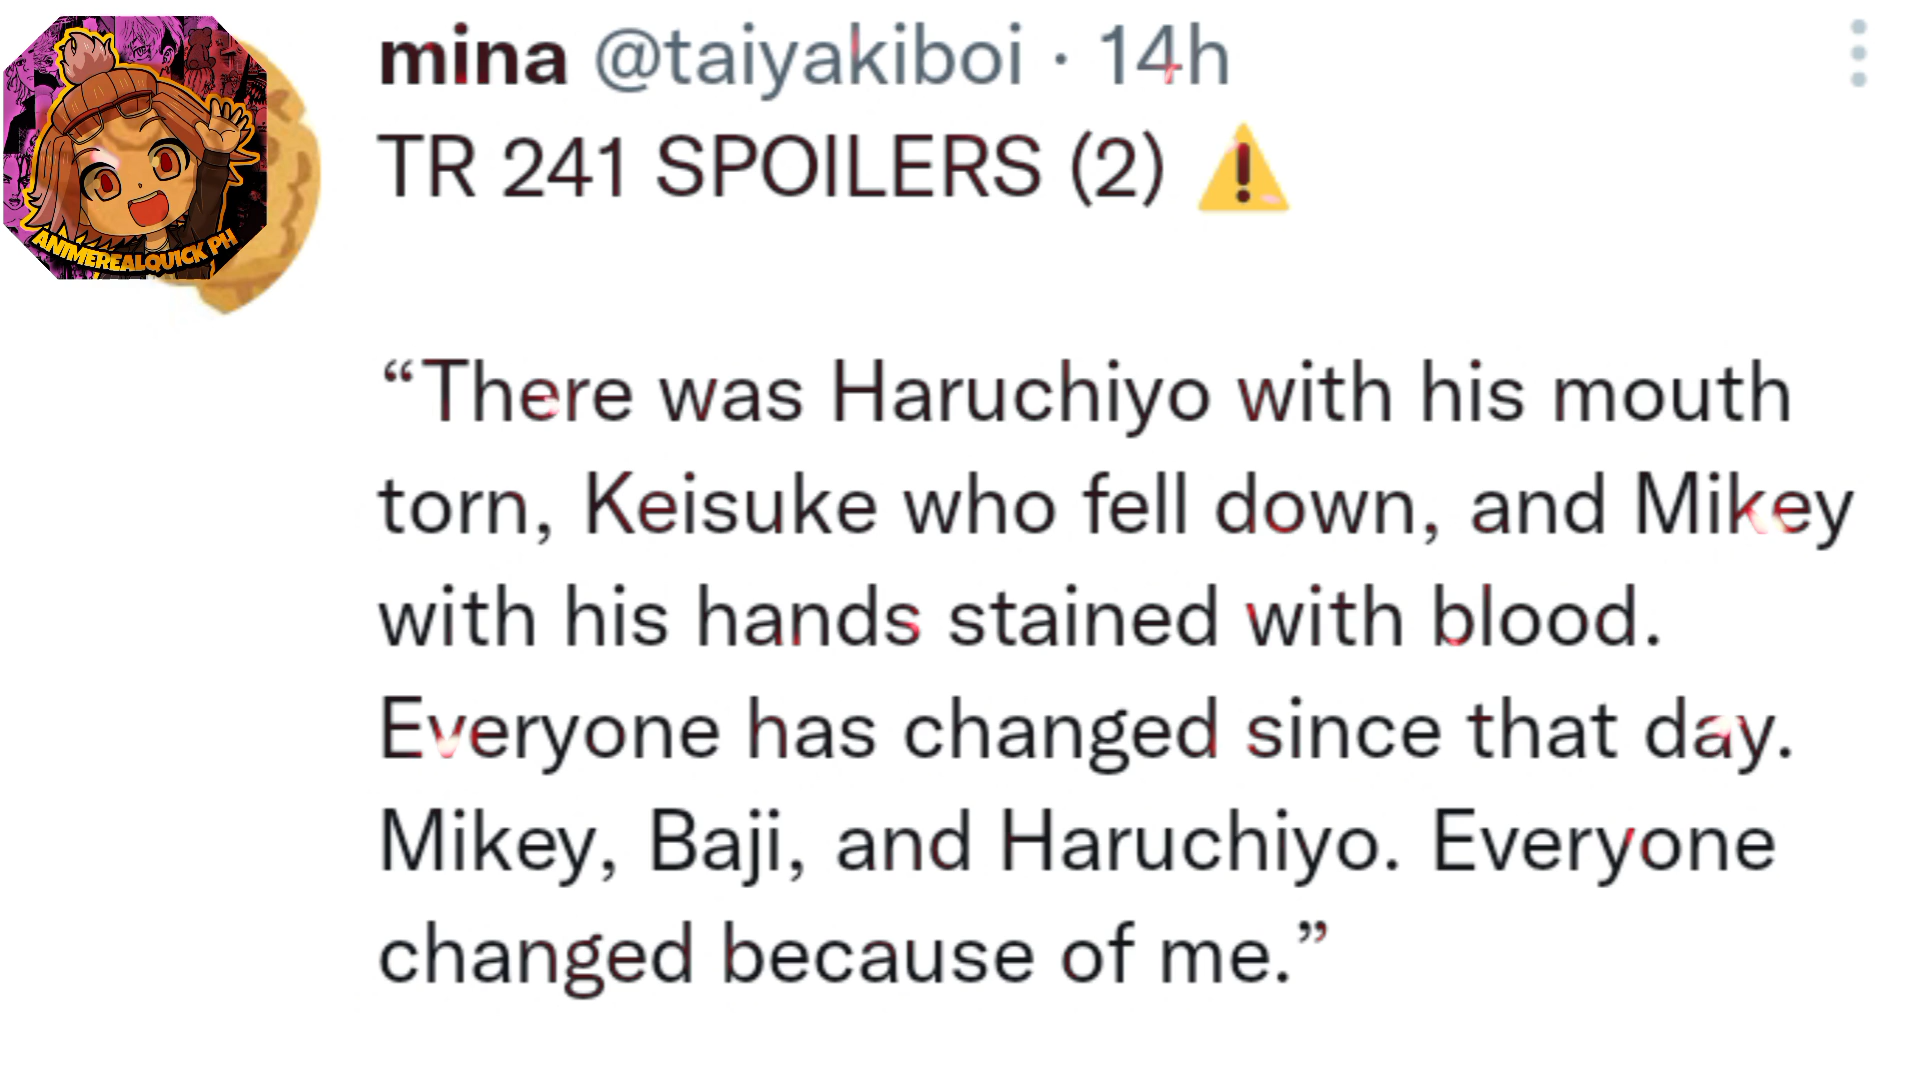 mina @taiyakiboi · 14h
TR 241 SPOILERS (2) ⚠️
“There was Haruchiyo with his mouth
torn, Keisuke who fell down, and Mikey
with his hands stained with blood.
Everyone has changed since that day.
Mikey, Baji, and Haruchiyo. Everyone
changed because of me.”
ANIMEREALQUICK PH